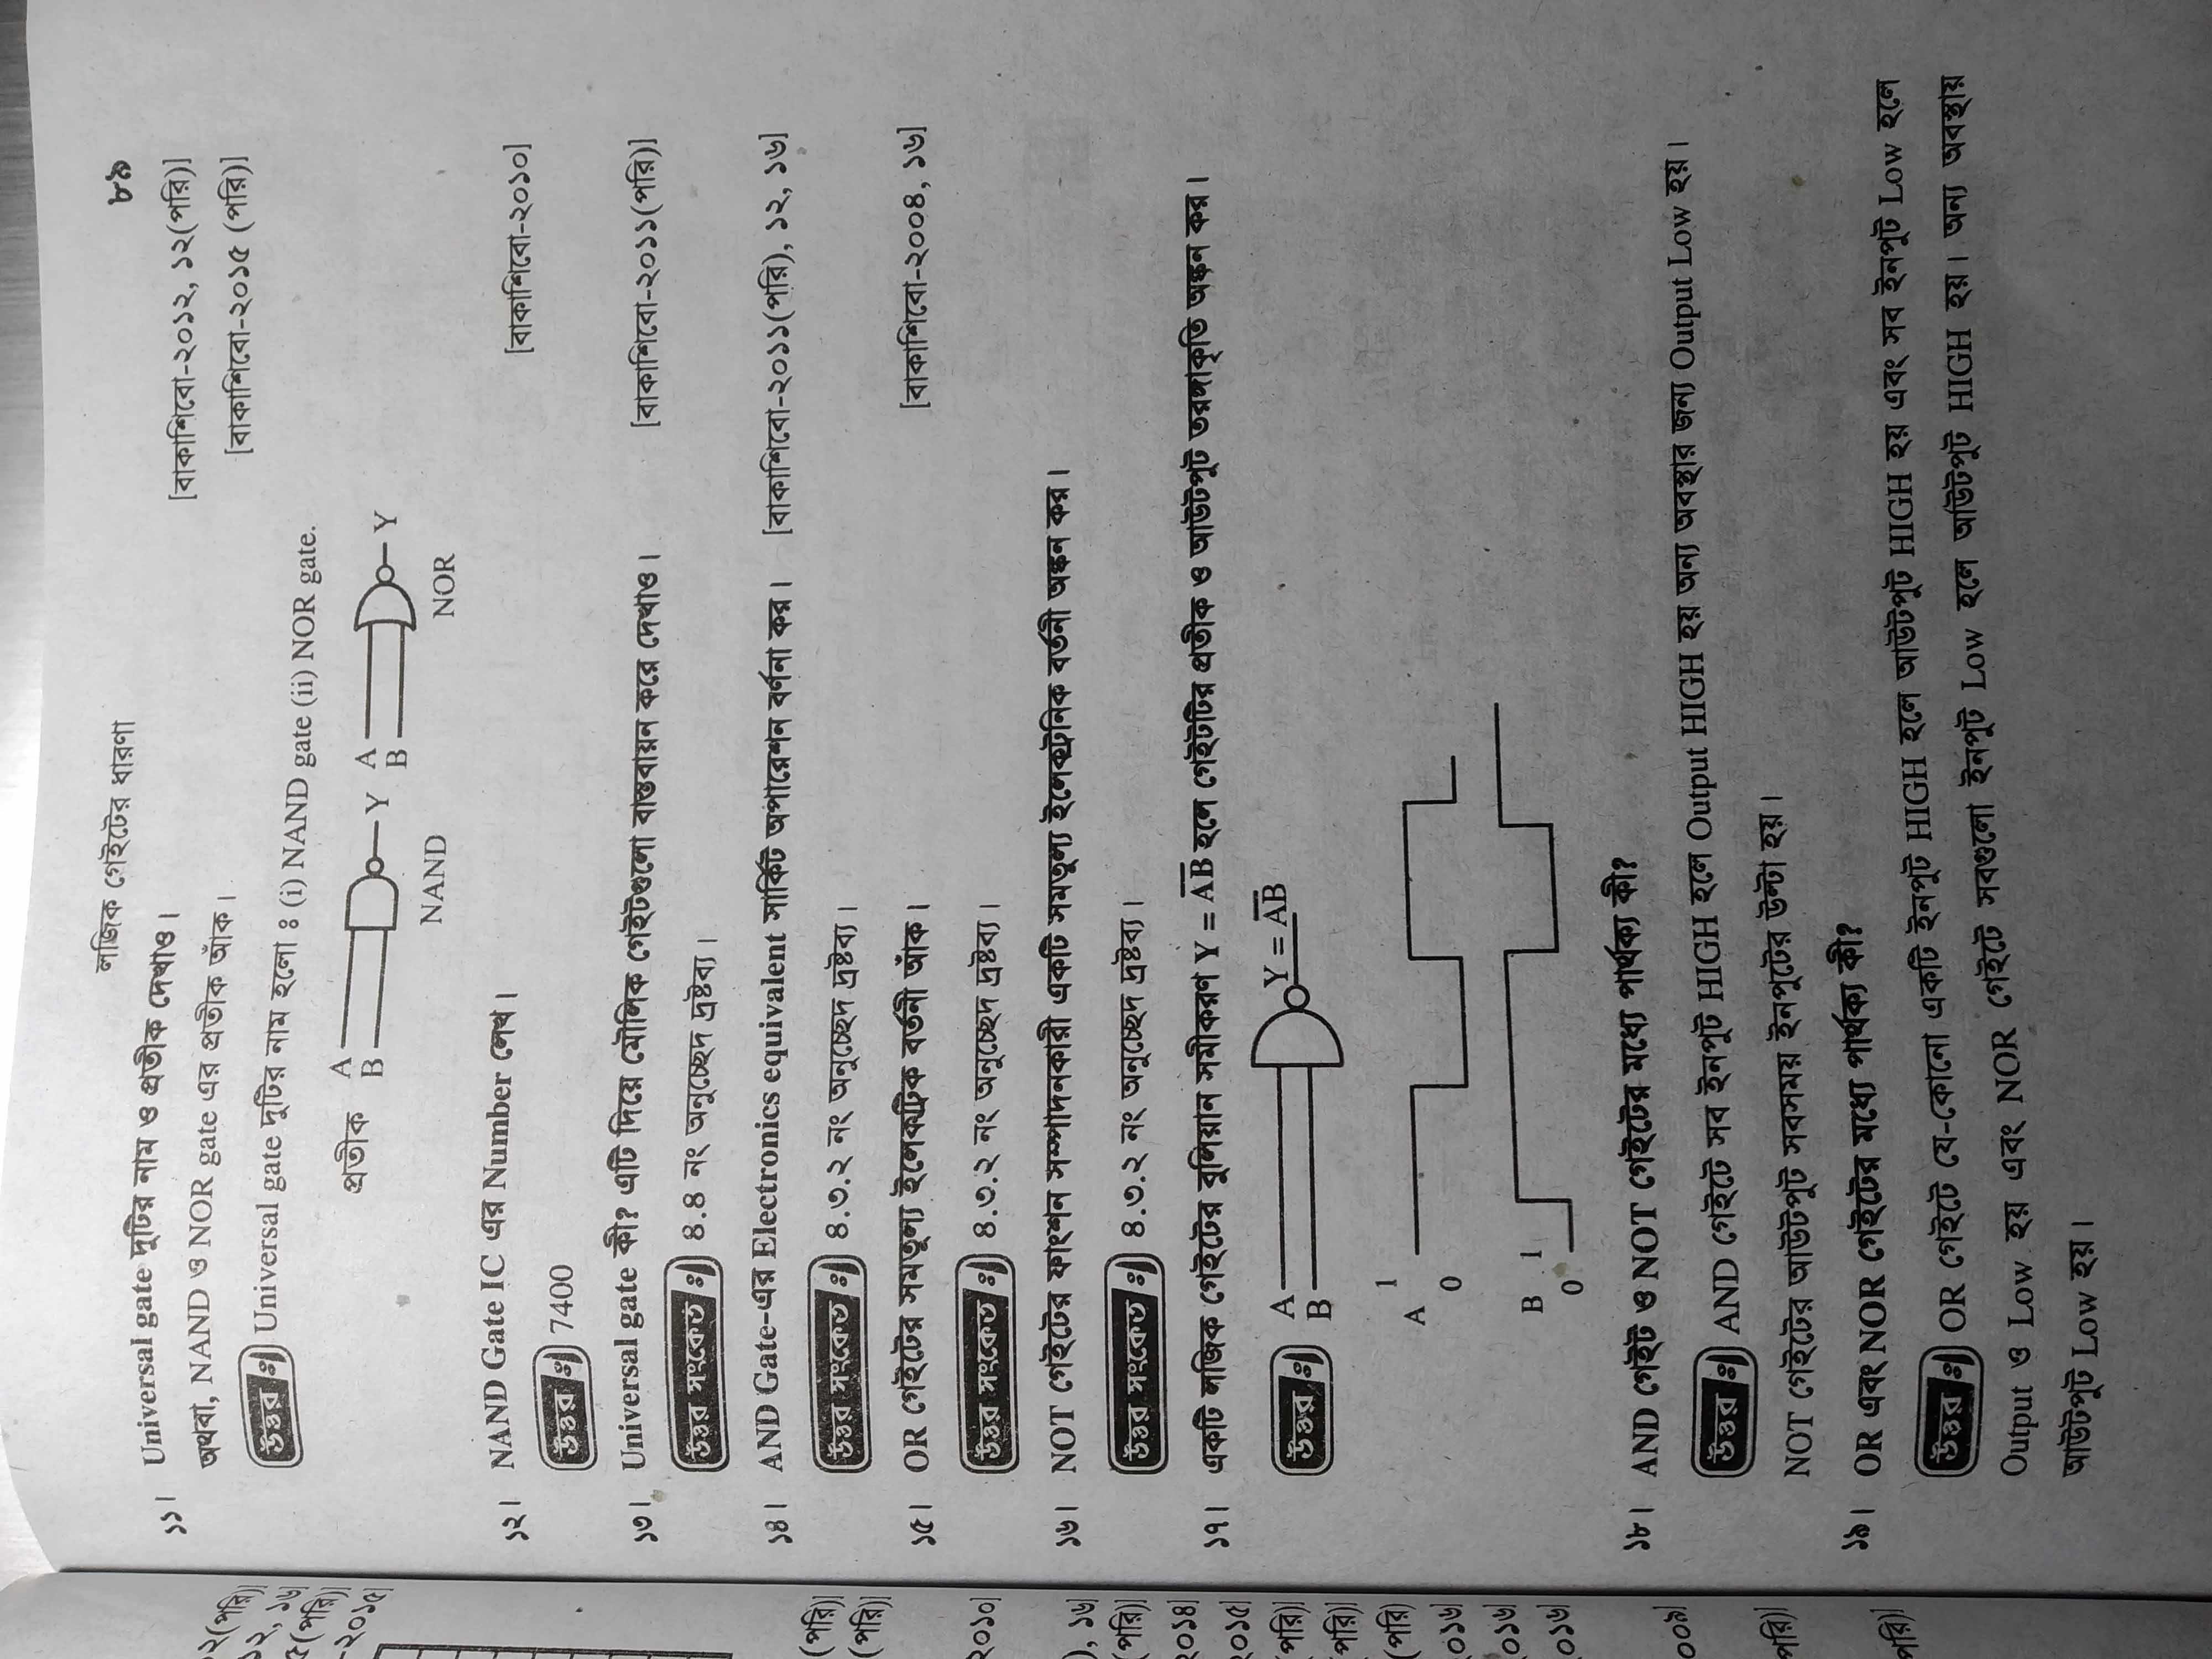 লজিক গেইটের ধারণা ৮৯
১১। Universal gate দুটির নাম ও প্রতীক দেখাও। [বাকাশিবো-২০১২, ১২(পরি)]
অথবা, NAND ও NOR gate এর প্রতীক আঁক। [বাকাশিবো-২০১৫ (পরি)]
উত্তর ঃ Universal gate দুটির নাম হলো ঃ (i) NAND gate (ii) NOR gate.
প্রতীক A B Y A B Y
NAND NOR
১২। NAND Gate IC এর Number লেখ। [বাকাশিবো-২০১০]
উত্তর ঃ 7400
১৩। Universal gate কী? এটি দিয়ে মৌলিক গেইটগুলো বাস্তবায়ন করে দেখাও। [বাকাশিবো-২০১১(পরি)]
উত্তর সংকেত ঃ ৪.৪ নং অনুচ্ছেদ দ্রষ্টব্য।
১৪। AND Gate-এর Electronics equivalent সার্কিট অপারেশন বর্ণনা কর। [বাকাশিবো-২০১১(পরি), ১২, ১৬]
উত্তর সংকেত ঃ ৪.৩.২ নং অনুচ্ছেদ দ্রষ্টব্য।
১৫। OR গেইটের সমতূল্য ইলেকট্রিক বর্তনী আঁক। [বাকাশিবো-২০০৪, ১৬]
উত্তর সংকেত ঃ ৪.৩.২ নং অনুচ্ছেদ দ্রষ্টব্য।
১৬। NOT গেইটের ফাংশন সম্পাদনকারী একটি সমতুল্য ইলেকট্রনিক বর্তনী অঙ্কন কর।
উত্তর সংকেত ঃ ৪.৩.২ নং অনুচ্ছেদ দ্রষ্টব্য।
১৭। একটি লজিক গেইটের বুলিয়ান সমীকরণ Y = A̅B̅ হলে গেইটটির প্রতীক ও আউটপুট তরঙ্গাকৃতি অঙ্কন কর।
উত্তর ঃ A B Y = A̅B̅
1
A
0
B 1
0
১৮। AND গেইট ও NOT গেইটের মধ্যে পার্থক্য কী?
উত্তর ঃ AND গেইটে সব ইনপুট HIGH হলে Output HIGH হয় অন্য অবস্থার জন্য Output Low হয়।
NOT গেইটের আউটপুট সবসময় ইনপুটের উল্টা হয়।
১৯। OR এবং NOR গেইটের মধ্যে পার্থক্য কী?
উত্তর ঃ OR গেইটে যে-কোনো একটি ইনপুট HIGH হলে আউটপুট HIGH হয় এবং সব ইনপুট Low হলে
Output ও Low হয় এবং NOR গেইটে সবগুলো ইনপুট Low হলে আউটপুট HIGH হয়। অন্য অবস্থায়
আউটপুট Low হয়।